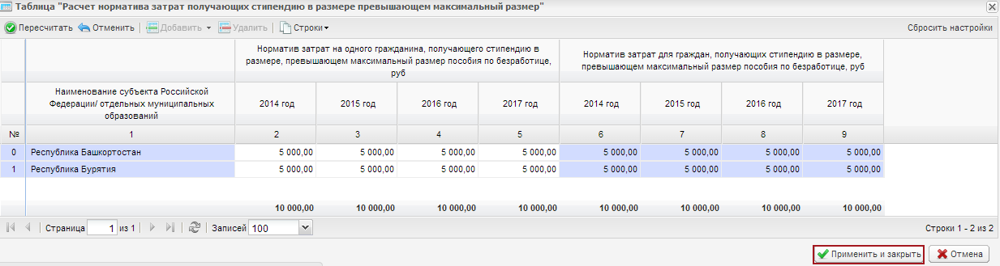 Таблица "Расчет норматива затрат получающих стипендию в размере превышающем максимальный размер"
Пересчитать Отменить Добавить Удалить Строки Сбросить настройки
Норматив затрат на одного гражданина, получающего стипендию в размере, превышающем максимальный размер пособия по безработице, руб
Норматив затрат для граждан, получающих стипендию в размере, превышающем максимальный размер пособия по безработице, руб
Наименование субъекта Российской Федерации/ отдельных муниципальных образований
2014 год 2015 год 2016 год 2017 год 2014 год 2015 год 2016 год 2017 год
№ 1 2 3 4 5 6 7 8 9
0 Республика Башкортостан 5 000,00 5 000,00 5 000,00 5 000,00 5 000,00 5 000,00 5 000,00 5 000,00
1 Республика Бурятия 5 000,00 5 000,00 5 000,00 5 000,00 5 000,00 5 000,00 5 000,00 5 000,00
10 000,00 10 000,00 10 000,00 10 000,00 10 000,00 10 000,00 10 000,00 10 000,00
Страница 1 из 1 Записей 100 Строки 1 - 2 из 2
Применить и закрыть Отмена